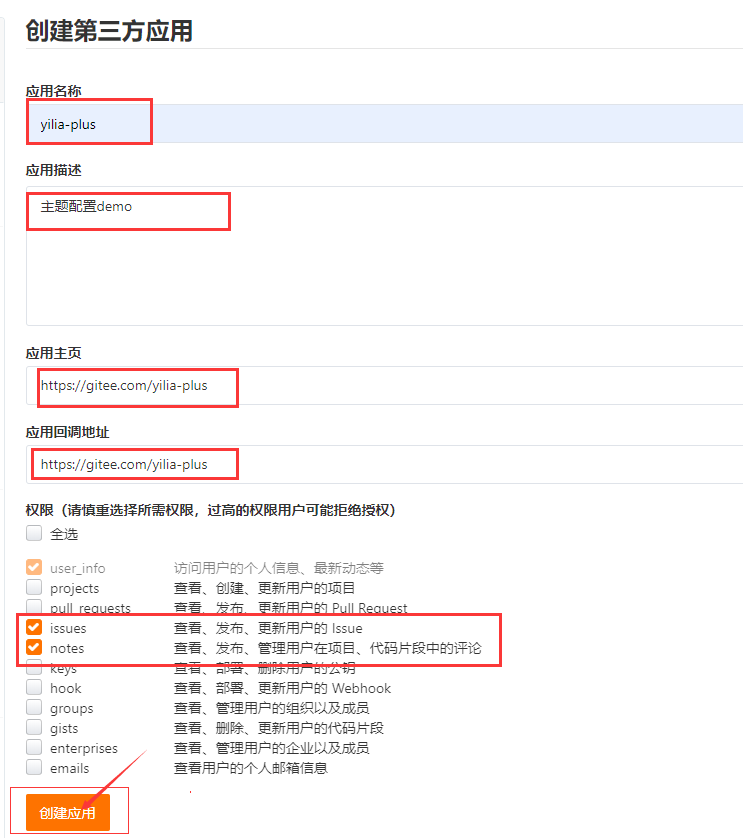 创建第三方应用
应用名称
yilia-plus
应用描述
主题配置demo
应用主页
https://gitee.com/yilia-plus
应用回调地址
https://gitee.com/yilia-plus
权限（请慎重选择所需权限，过高的权限用户可能拒绝授权）
全选
user_info 访问用户的个人信息、最新动态等
projects 查看、创建、更新用户的项目
pull_requests 查看、发布、更新用户的 Pull Request
issues 查看、发布、更新用户的 Issue
notes 查看、发布、管理用户在项目、代码片段中的评论
keys 查看、部署、删除用户的公钥
hook 查看、部署、更新用户的 Webhook
groups 查看、管理用户的组织以及成员
gists 查看、删除、更新用户的代码片段
enterprises 查看、管理用户的企业以及成员
emails 查看用户的个人邮箱信息
创建应用